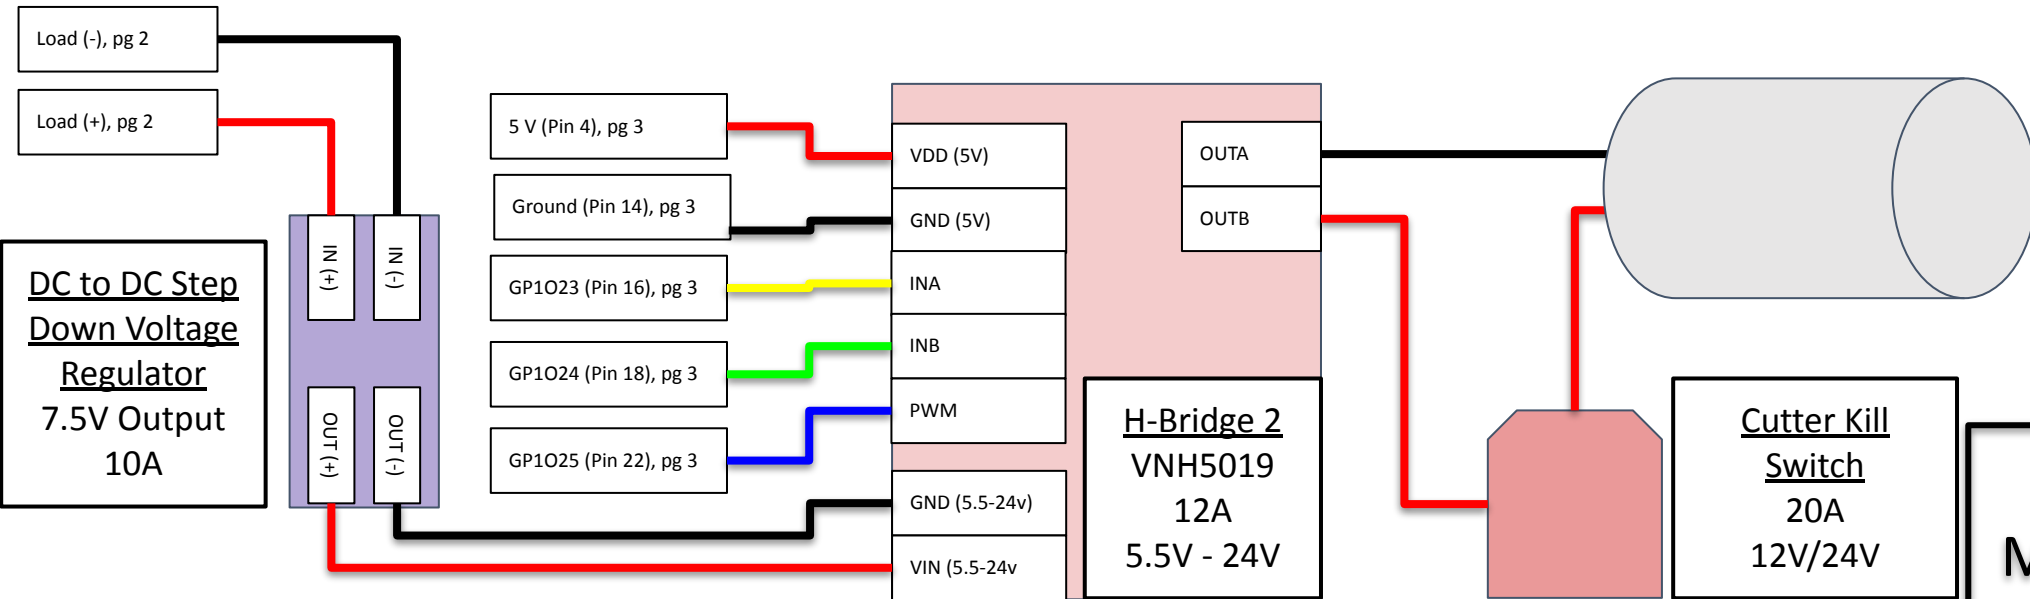 Load (-), pg 2
Load (+), pg 2
DC to DC Step
Down Voltage
Regulator
7.5V Output
10A
IN (+)
IN (-)
OUT (+)
OUT (-)
5 V (Pin 4), pg 3
Ground (Pin 14), pg 3
GP1O23 (Pin 16), pg 3
GP1O24 (Pin 18), pg 3
GP1O25 (Pin 22), pg 3
VDD (5V)
GND (5V)
INA
INB
PWM
GND (5.5-24v)
VIN (5.5-24v
OUTA
OUTB
H-Bridge 2
VNH5019
12A
5.5V - 24V
Cutter Kill
Switch
20A
12V/24V
M